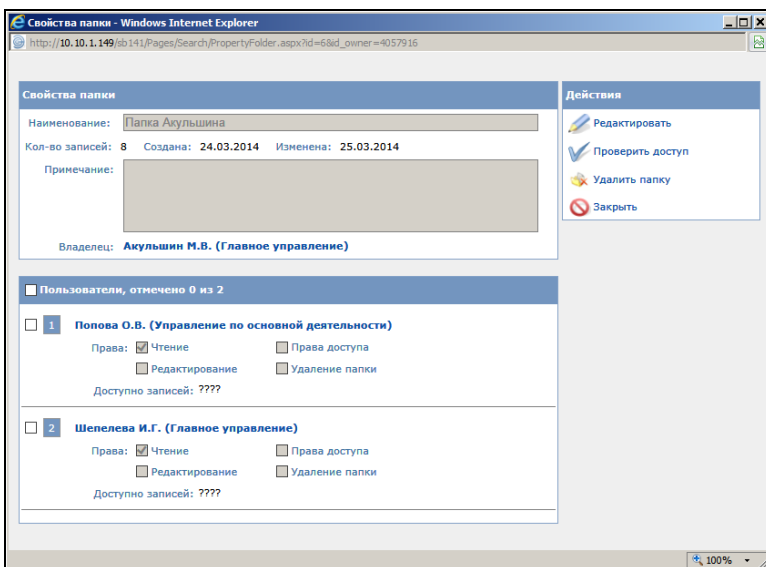 Свойства папки - Windows Internet Explorer
http://10.10.1.149/sb141/Pages/Search/PropertyFolder.aspx?id=6&id_owner=4057916
Свойства папки
Наименование: Папка Акульшина
Кол-во записей: 8 Создана: 24.03.2014 Изменена: 25.03.2014
Примечание:
Владелец: Акульшин М.В. (Главное управление)
Действия
Редактировать
Проверить доступ
Удалить папку
Закрыть
Пользователи, отмечено 0 из 2
1 Попова О.В. (Управление по основной деятельности)
Права: Чтение Права доступа
Редактирование Удаление папки
Доступно записей: ????
2 Шепелева И.Г. (Главное управление)
Права: Чтение Права доступа
Редактирование Удаление папки
Доступно записей: ????
100%